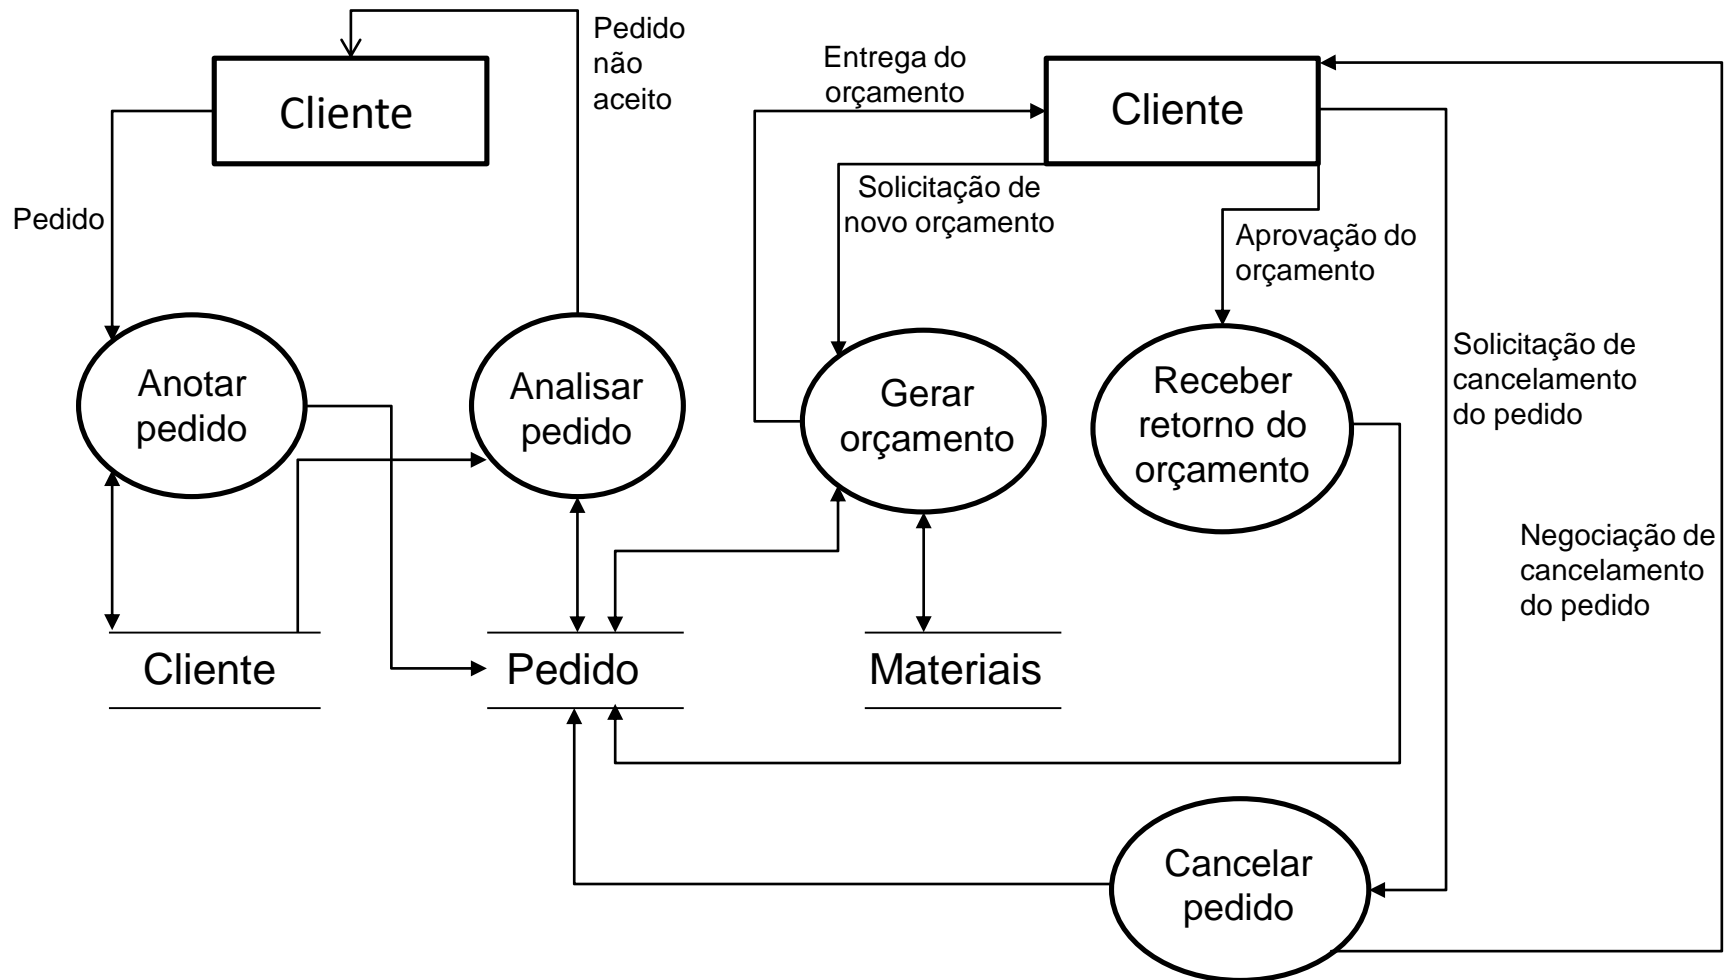 Pedido
não
aceito
Cliente
Pedido
Entrega do
orçamento
Cliente
Solicitação de
novo orçamento
Aprovação do
orçamento
Anotar
pedido
Analisar
pedido
Gerar
orçamento
Receber
retorno do
orçamento
Solicitação de
cancelamento
do pedido
Negociação de
cancelamento
do pedido
Cliente
Pedido
Materiais
Cancelar
pedido